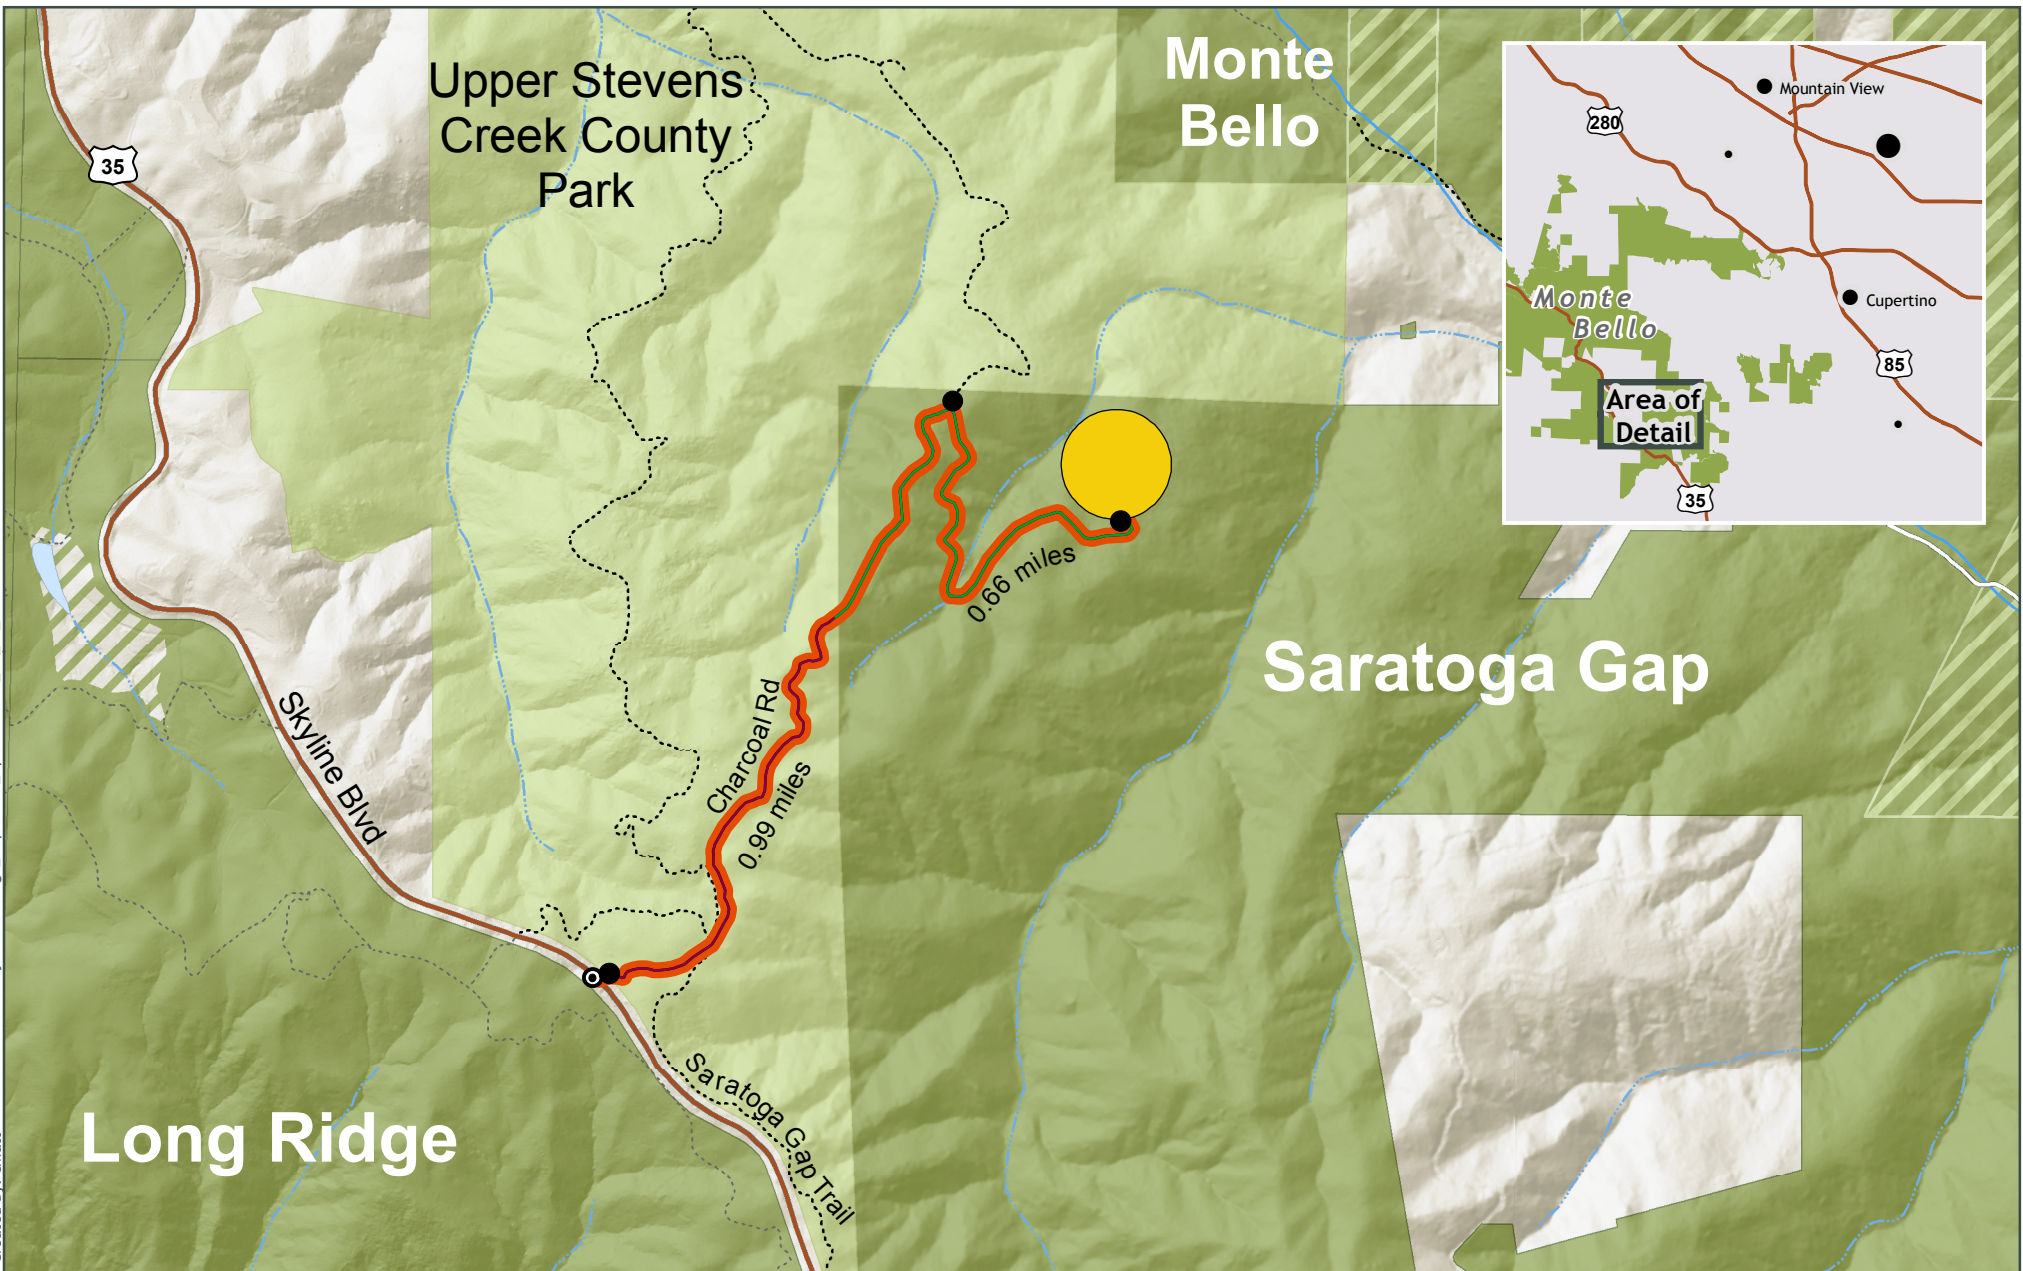 Upper Stevens
Creek County
Park
Monte
Bello
35
Mountain View
280
Monte
Bello
Cupertino
85
Area of
Detail
35
0.66 miles
Saratoga Gap
Charcoal Rd
0.99 miles
Skyline Blvd
Saratoga Gap Trail
Long Ridge